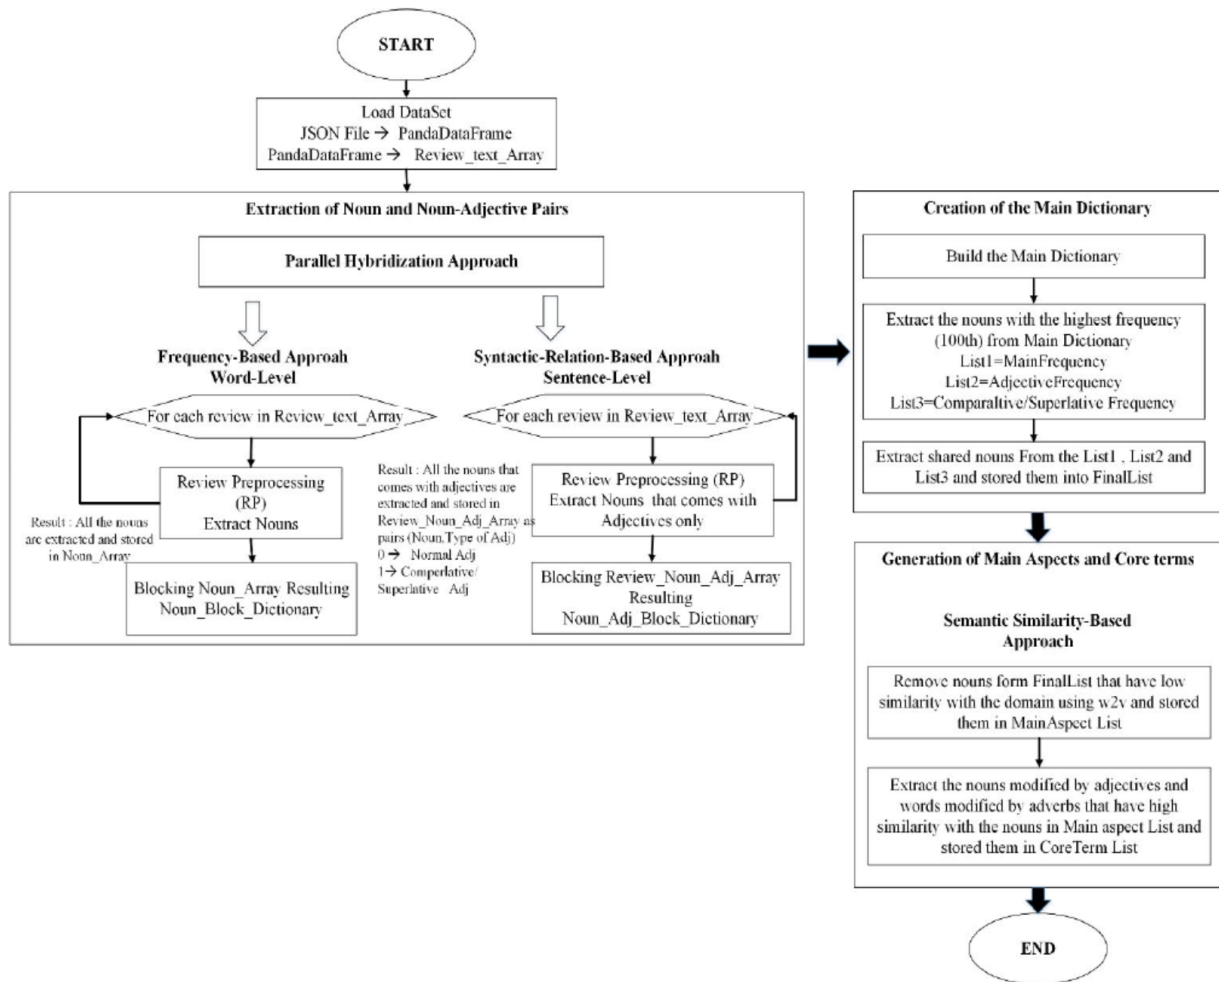 START
Load DataSet
JSON File → PandaDataFrame
PandaDataFrame → Review_text_Array
Extraction of Noun and Noun-Adjective Pairs
Parallel Hybridization Approach
Frequency-Based Approah
Word-Level
For each review in Review_text_Array
Review Preprocessing
(RP)
Extract Nouns
Result : All the nouns
are extracted and stored
in Noun_Array
Blocking Noun_Array Resulting
Noun_Block_Dictionary
Syntactic-Relation-Based Approah
Sentence-Level
For each review in Review_text_Array
Result : All the nouns that
comes with adjectives are
extracted and stored in
Review_Noun_Adj_Array as
pairs (Noun,Type of Adj)
0 → Normal Adj
1→ Comperlative/
Superlative Adj
Review Preprocessing (RP)
Extract Nouns that comes with
Adjectives only
Blocking Review_Noun_Adj_Array
Resulting
Noun_Adj_Block_Dictionary
Creation of the Main Dictionary
Build the Main Dictionary
Extract the nouns with the highest frequency
(100th) from Main Dictionary
List1=MainFrequency
List2=AdjectiveFrequency
List3=Comparaltive/Superlative Frequency
Extract shared nouns From the List1 , List2 and
List3 and stored them into FinalList
Generation of Main Aspects and Core terms
Semantic Similarity-Based
Approach
Remove nouns form FinalList that have low
similarity with the domain using w2v and stored
them in MainAspect List
Extract the nouns modified by adjectives and
words modified by adverbs that have high
similarity with the nouns in Main aspect List and
stored them in CoreTerm List
END